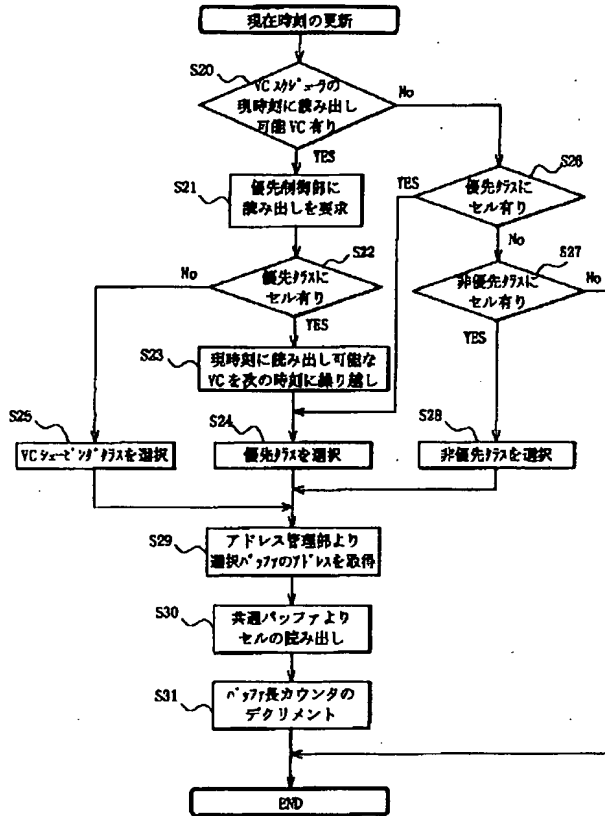 現在時刻の更新
S20
VCスケジューラの
現時刻に読み出し
可能VC有り
No
YES
S21
優先制御部に
読み出しを要求
S26
YES
優先クラスに
セル有り
No
S22
No
優先クラスに
セル有り
YES
S27
非優先クラスに
セル有り
No
YES
S23
現時刻に読み出し可能な
VCを次の時刻に繰り越し
S25
VCシェーピングクラスを選択
S24
優先クラスを選択
S28
非優先クラスを選択
S29
アドレス管理部より
選択バッファのアドレスを取得
S30
共通バッファより
セルの読み出し
S31
バッファ長カウンタの
デクリメント
END